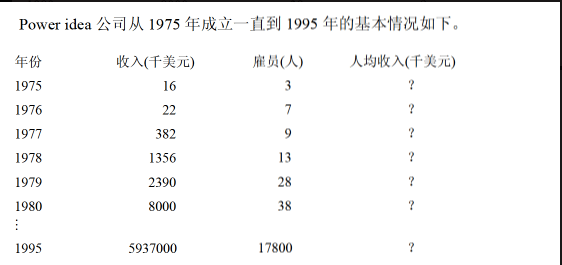 Power idea 公司从 1975 年成立一直到 1995 年的基本情况如下。
年份 收入(千美元) 雇员(人) 人均收入(千美元)
1975 16 3 ?
1976 22 7 ?
1977 382 9 ?
1978 1356 13 ?
1979 2390 28 ?
1980 8000 38 ?
⋮
1995 5937000 17800 ?